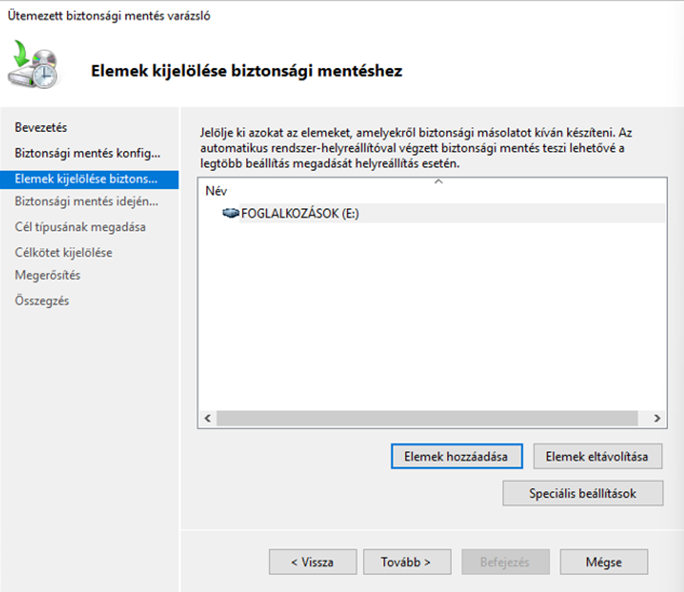 Ütemezett biztonsági mentés varázsló
Elemek kijelölése biztonsági mentéshez
Bevezetés
Biztonsági mentés konfig...
Elemek kijelölése biztons...
Biztonsági mentés idején...
Cél típusának megadása
Célkötet kijelölése
Megerősítés
Összegzés
Jelölje ki azokat az elemeket, amelyekről biztonsági másolatot kíván készíteni. Az
automatikus rendszer-helyreállítóval végzett biztonsági mentés teszi lehetővé a
legtöbb beállítás megadását helyreállítás esetén.
Név
FOGLALKOZÁSOK (E:)
Elemek hozzáadása
Elemek eltávolítása
Speciális beállítások
< Vissza
Tovább >
Befejezés
Mégse